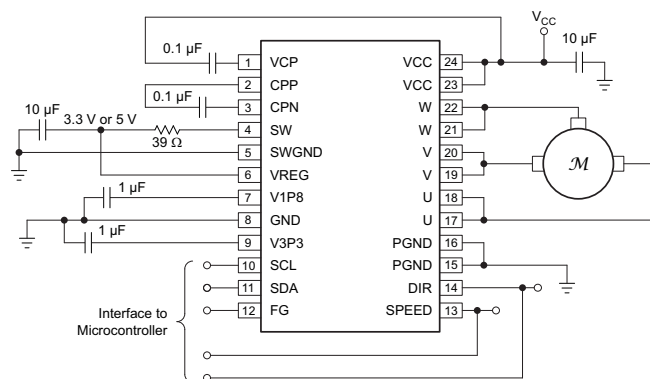 V_CC
0.1 µF
10 µF
1 VCP VCC 24
2 CPP VCC 23
0.1 µF
3 CPN W 22
10 µF
3.3 V or 5 V
4 SW W 21
39 Ω
5 SWGND V 20
M
6 VREG V 19
1 µF
7 V1P8 U 18
8 GND U 17
1 µF
9 V3P3 PGND 16
10 SCL PGND 15
11 SDA DIR 14
12 FG SPEED 13
Interface to
Microcontroller